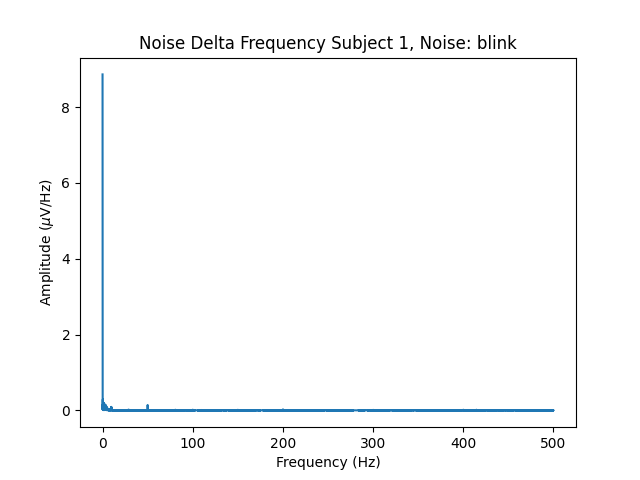 Noise Delta Frequency Subject 1, Noise: blink
Amplitude (μV/Hz)
8
6
4
2
0
0 100 200 300 400 500
Frequency (Hz)